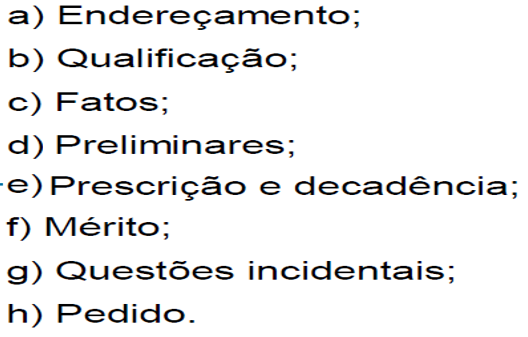 a) Endereçamento;
b) Qualificação;
c) Fatos;
d) Preliminares;
e) Prescrição e decadência;
f) Mérito;
g) Questões incidentais;
h) Pedido.